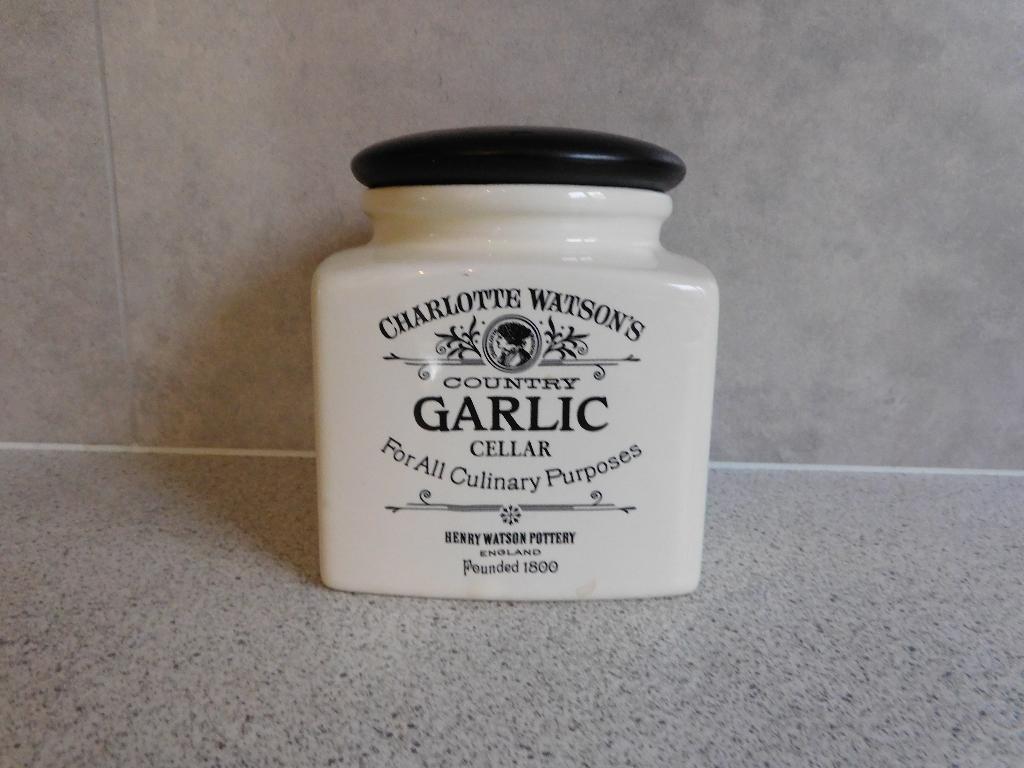 CHARLOTTE WATSON'S
COUNTRY
GARLIC
CELLAR
For All Culinary Purposes
HENRY WATSON POTTERY
ENGLAND
Founded 1800